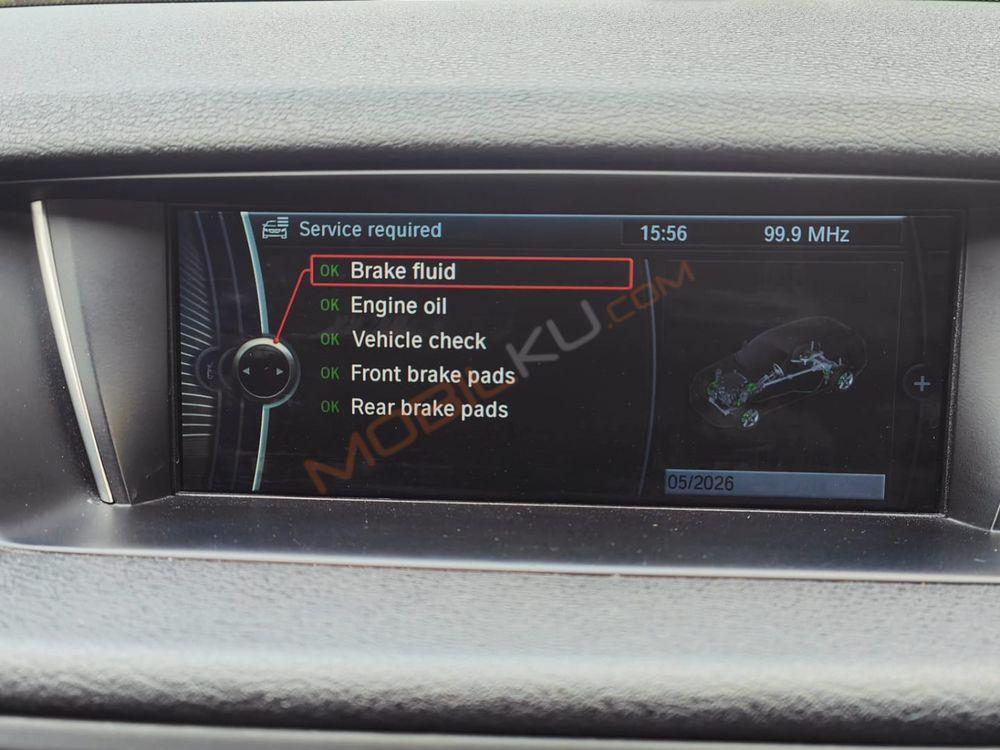 Service required
15:56
99.9 MHz
OK Brake fluid
OK Engine oil
OK Vehicle check
OK Front brake pads
OK Rear brake pads
+
05/2026
MOBILKU.COM